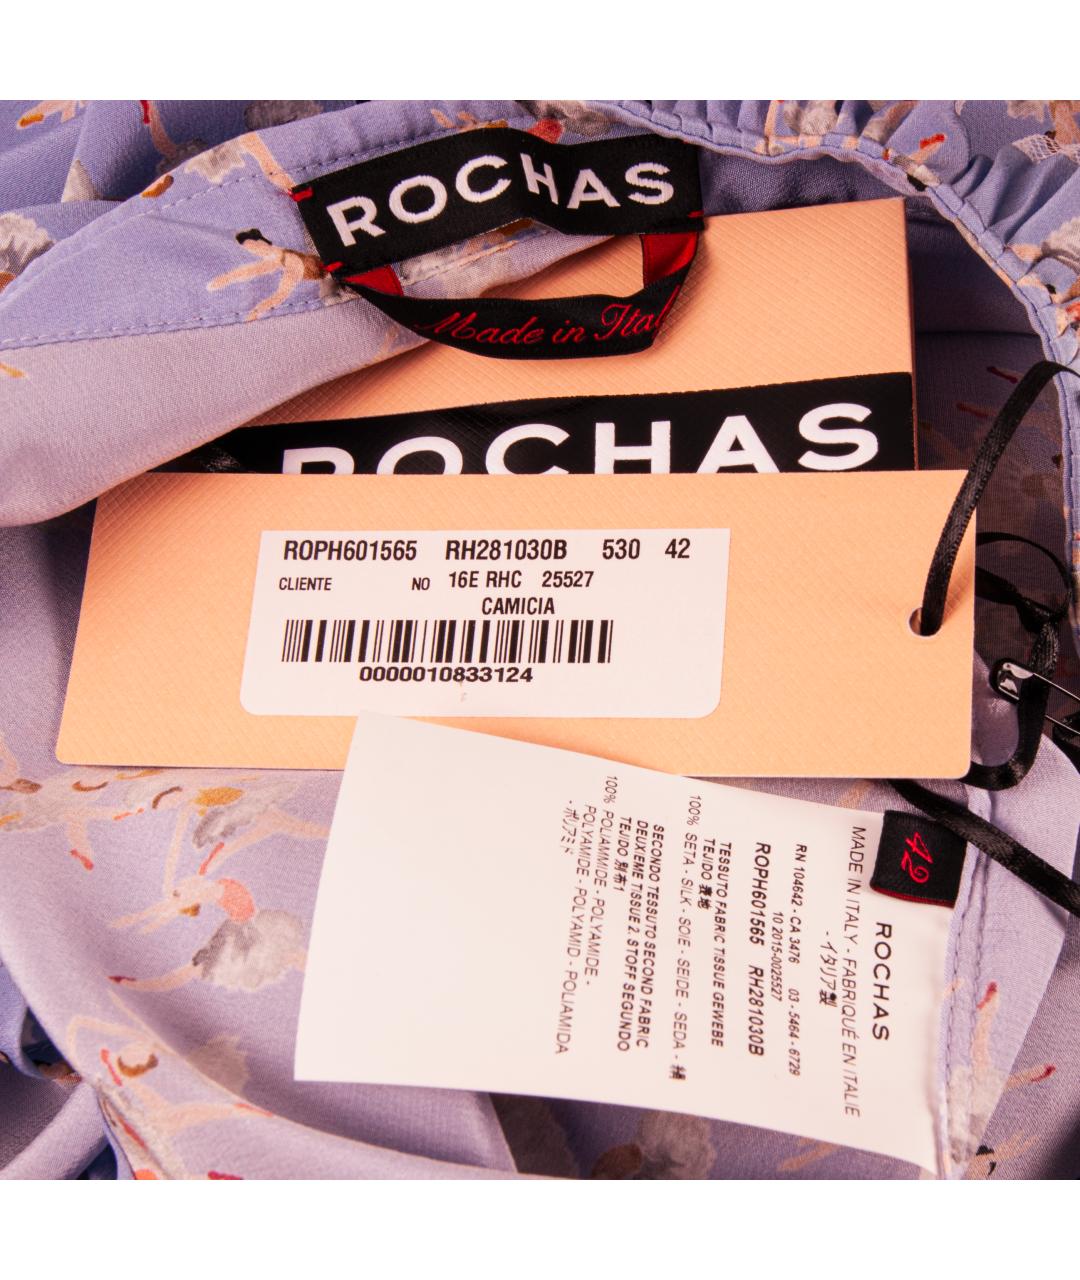 ROCHAS
Made in Ital
ROCHAS
ROPH601565 RH281030B 530 42
CLIENTE NO 16E RHC 25527
CAMICIA
0000010833124
42
ROCHAS
MADE IN ITALY - FABRIQUÉ EN ITALIE
- イタリア製
RN 104642 - CA 3476 03 - 5464 - 6729
10 2015-0025527
ROPH601565 RH281030B
TESSUTO FABRIC TISSUE GEWEBE
TEJIDO 表地
100% SETA - SILK - SOIE - SEIDE - SEDA - 絹
SECONDO TESSUTO SECOND FABRIC
DEUXIEME TISSUE 2. STOFF SEGUNDO
TEJIDO 別布1
100% POLIAMMIDE - POLYAMIDE -
POLYAMIDE - POLYAMID - POLIAMIDA
- ポリアミド